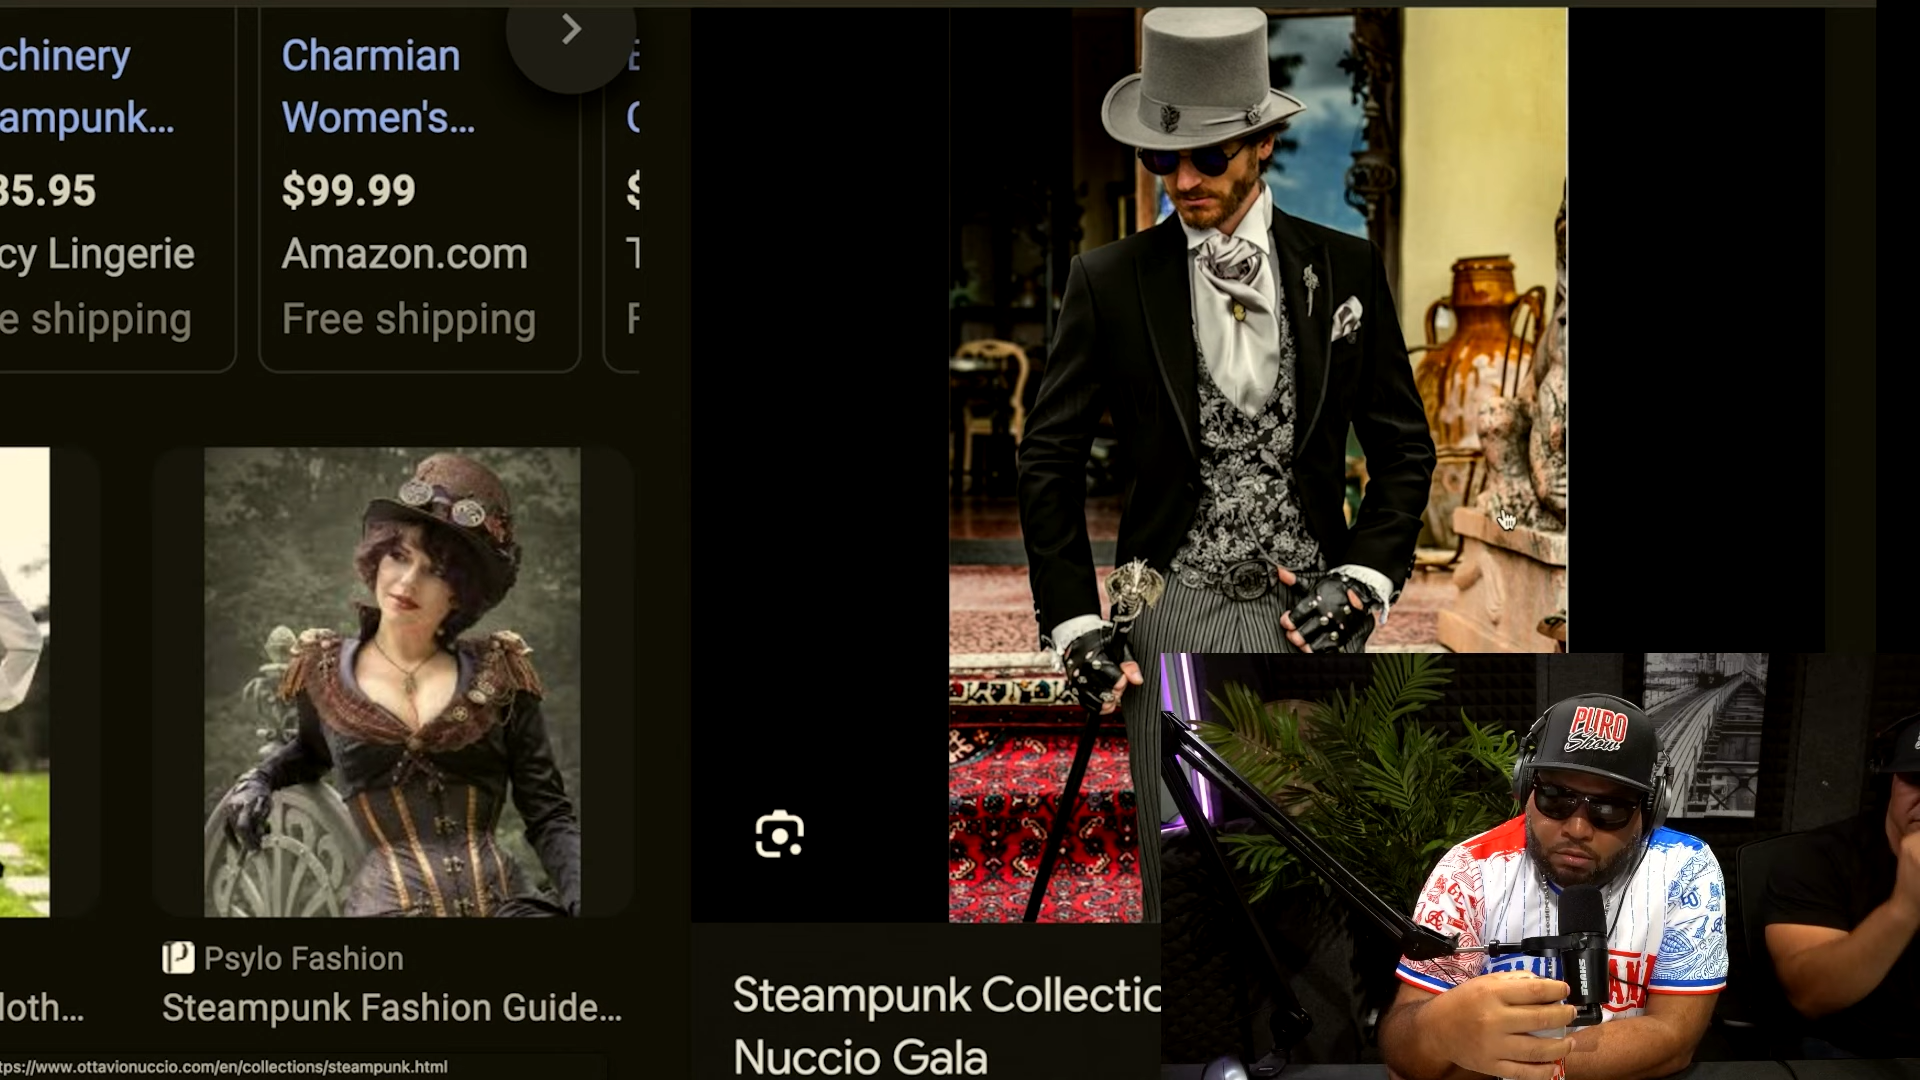 chinery
ampunk...
35.95
cy Lingerie
e shipping
Charmian
Women's...
$99.99
Amazon.com
Free shipping
$
Psylo Fashion
Steampunk Fashion Guide...
loth...
tps://www.ottavionuccio.com/en/collections/steampunk.html
Steampunk Collectio
Nuccio Gala
PURO
Show
SHURE